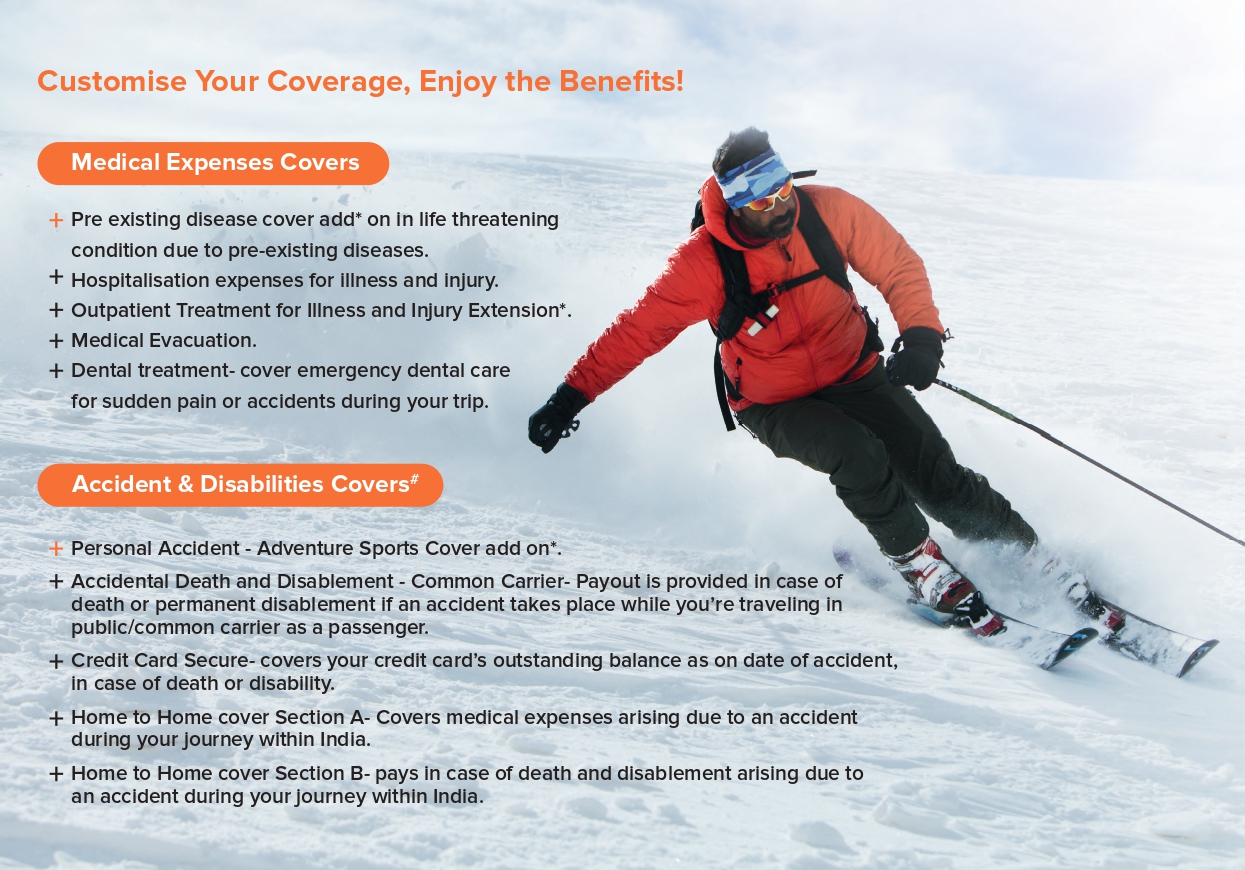 Customise Your Coverage, Enjoy the Benefits!
Medical Expenses Covers
+ Pre existing disease cover add* on in life threatening
condition due to pre-existing diseases.
+ Hospitalisation expenses for illness and injury.
+ Outpatient Treatment for Illness and Injury Extension*.
+ Medical Evacuation.
+ Dental treatment- cover emergency dental care
for sudden pain or accidents during your trip.
Accident & Disabilities Covers#
+ Personal Accident - Adventure Sports Cover add on*.
+ Accidental Death and Disablement - Common Carrier- Payout is provided in case of
death or permanent disablement if an accident takes place while you’re traveling in
public/common carrier as a passenger.
+ Credit Card Secure- covers your credit card’s outstanding balance as on date of accident,
in case of death or disability.
+ Home to Home cover Section A- Covers medical expenses arising due to an accident
during your journey within India.
+ Home to Home cover Section B- pays in case of death and disablement arising due to
an accident during your journey within India.